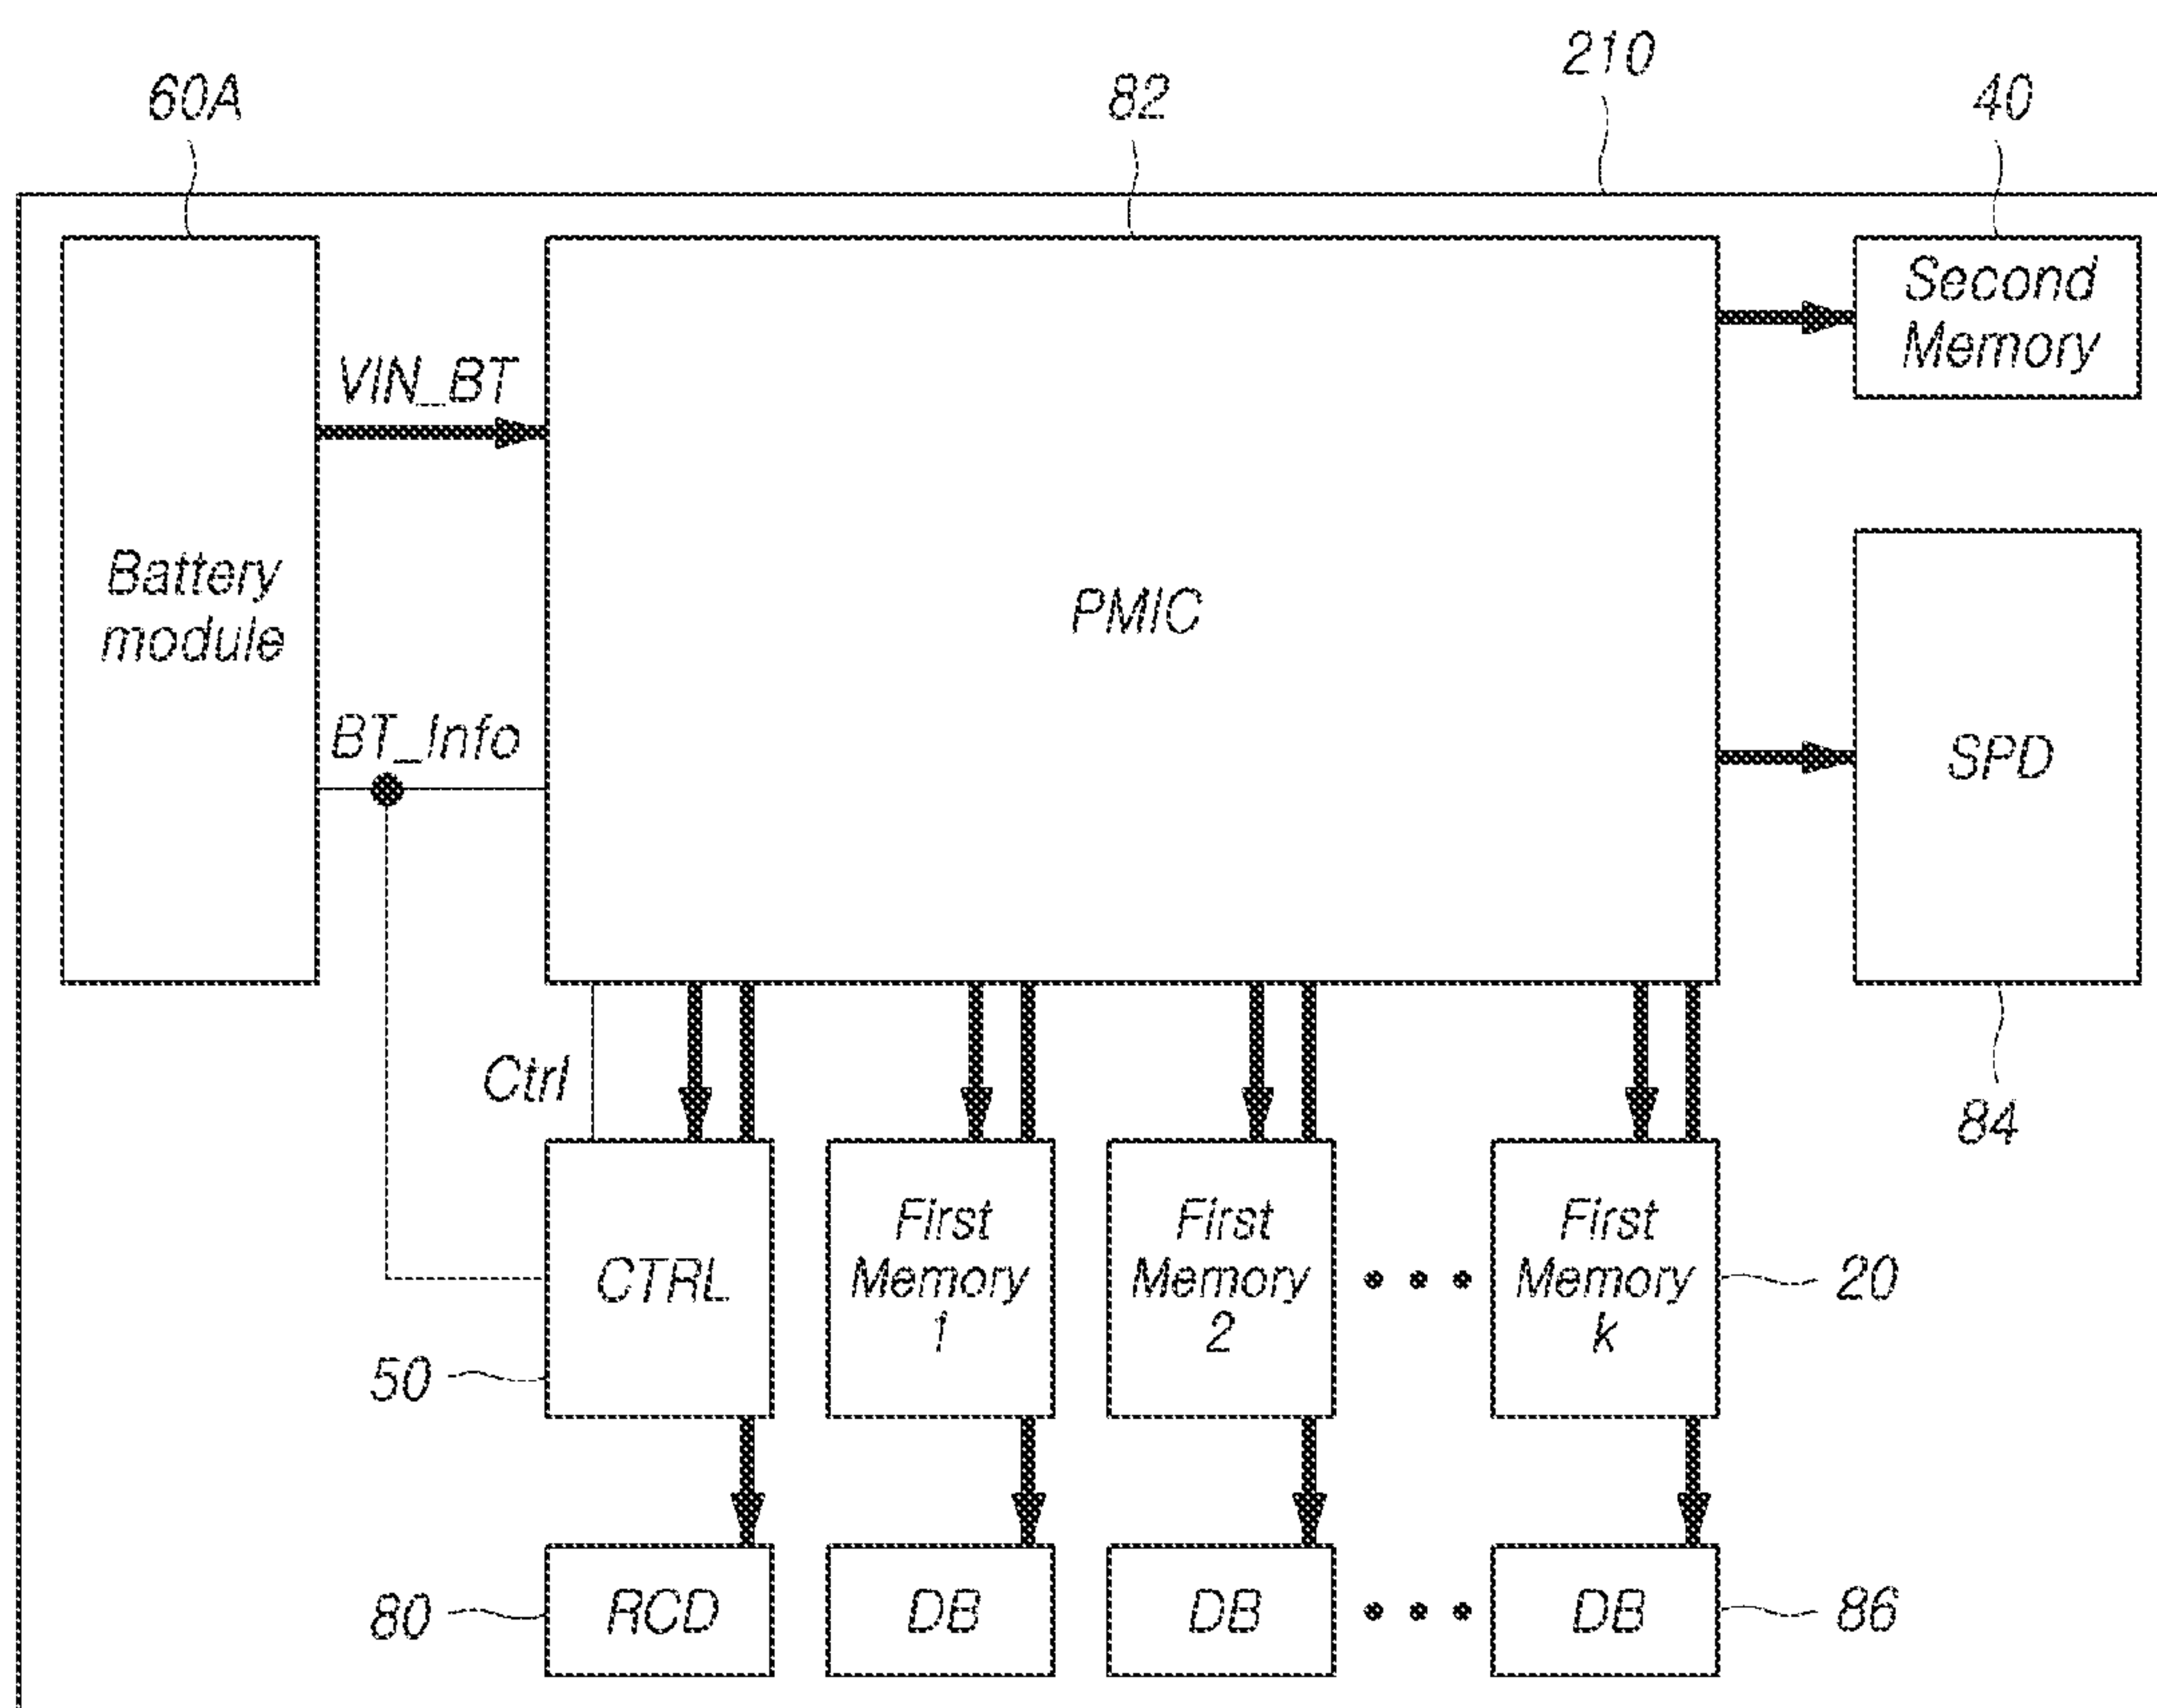 210
60A
82
40
Second
Memory
VIN_BT
Battery
module
PMIC
BT_Info
SPD
Ctrl
84
CTRL
First
Memory
1
First
Memory
2
First
Memory
k
20
50
RCD
DB
DB
DB
80
86